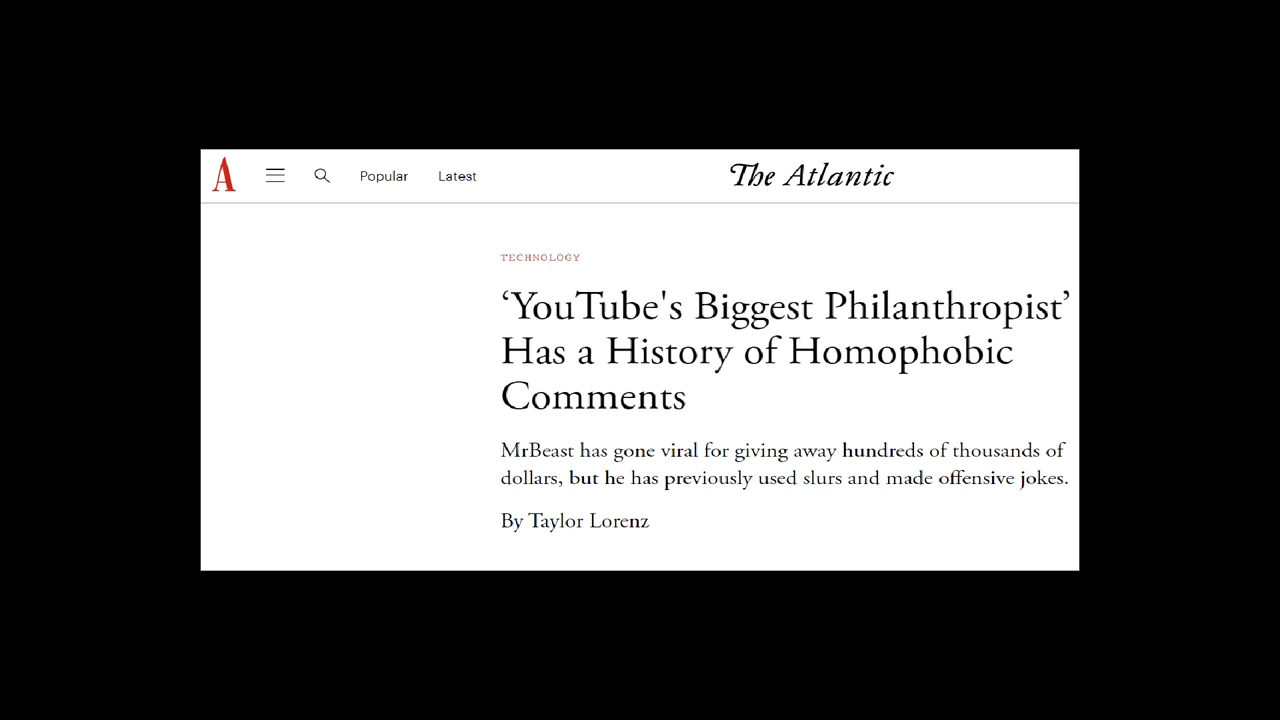 A
Popular Latest
The Atlantic
TECHNOLOGY
‘YouTube's Biggest Philanthropist’
Has a History of Homophobic
Comments
MrBeast has gone viral for giving away hundreds of thousands of
dollars, but he has previously used slurs and made offensive jokes.
By Taylor Lorenz